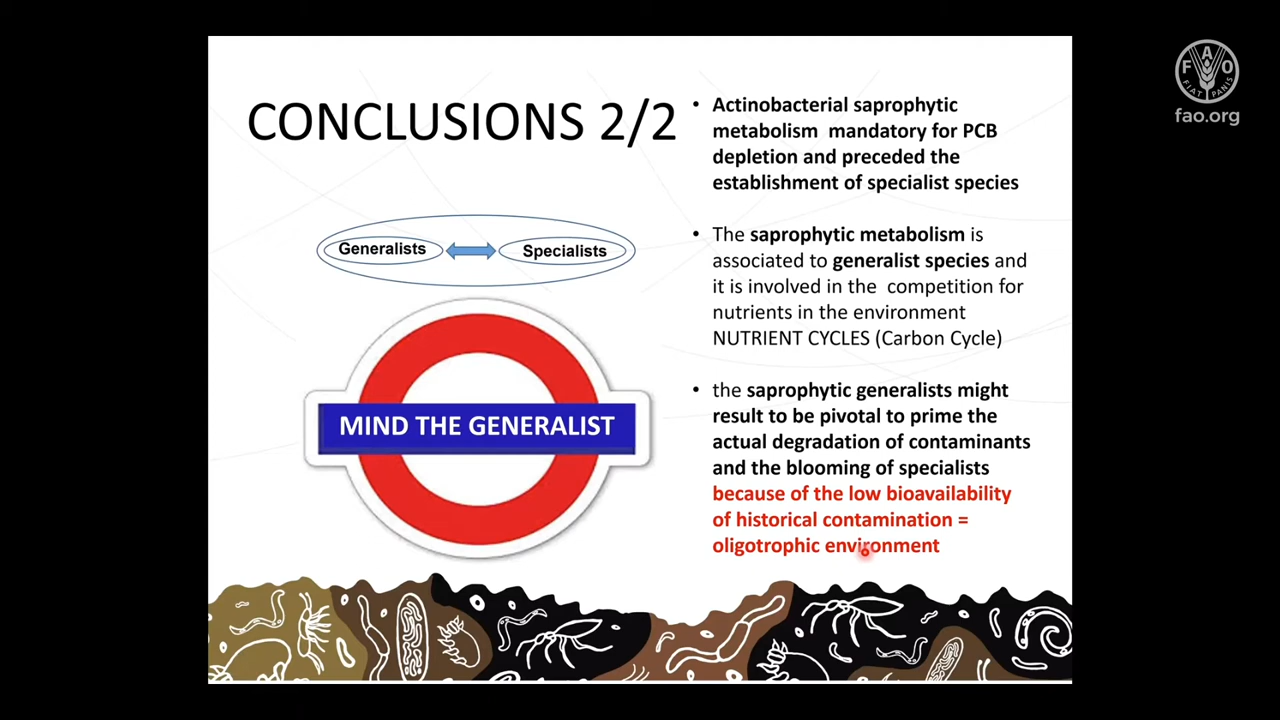 CONCLUSIONS 2/2
Generalists
Specialists
MIND THE GENERALIST
• Actinobacterial saprophytic
metabolism mandatory for PCB
depletion and preceded the
establishment of specialist species
The saprophytic metabolism is
associated to generalist species and
it is involved in the competition for
nutrients in the environment
NUTRIENT CYCLES (Carbon Cycle)
• the saprophytic generalists might
result to be pivotal to prime the
actual degradation of contaminants
and the blooming of specialists
because of the low bioavailability
of historical contamination =
oligotrophic environment
F A O
FIAT PANIS
fao.org